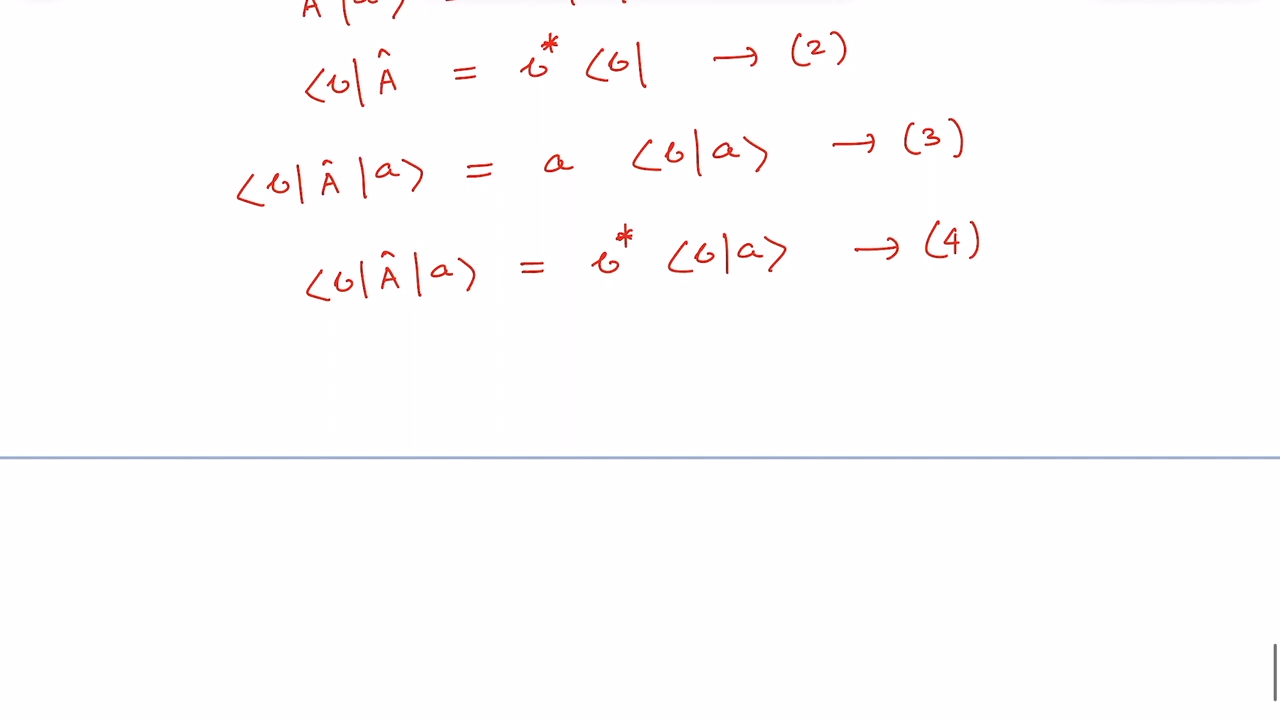 ⟨b|Â = b* ⟨b| → (2)
⟨b|Â|a⟩ = a ⟨b|a⟩ → (3)
⟨b|Â|a⟩ = b* ⟨b|a⟩ → (4)